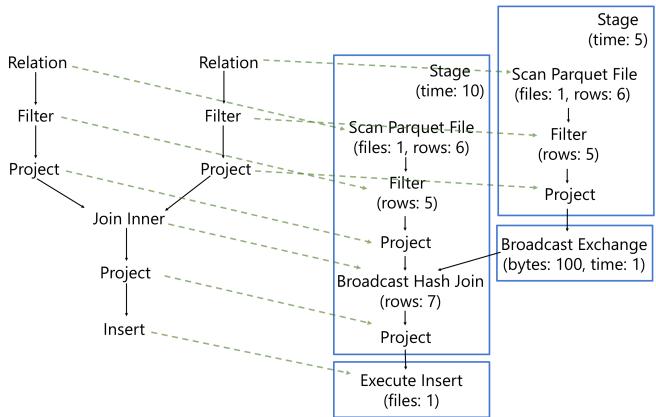 Relation
Filter
Project
Relation
Filter
Project
Join Inner
Project
Insert
Stage
(time: 10)
Scan Parquet File
(files: 1, rows: 6)
Filter
(rows: 5)
Project
Broadcast Hash Join
(rows: 7)
Project
Execute Insert
(files: 1)
Stage
(time: 5)
Scan Parquet File
(files: 1, rows: 6)
Filter
(rows: 5)
Project
Broadcast Exchange
(bytes: 100, time: 1)